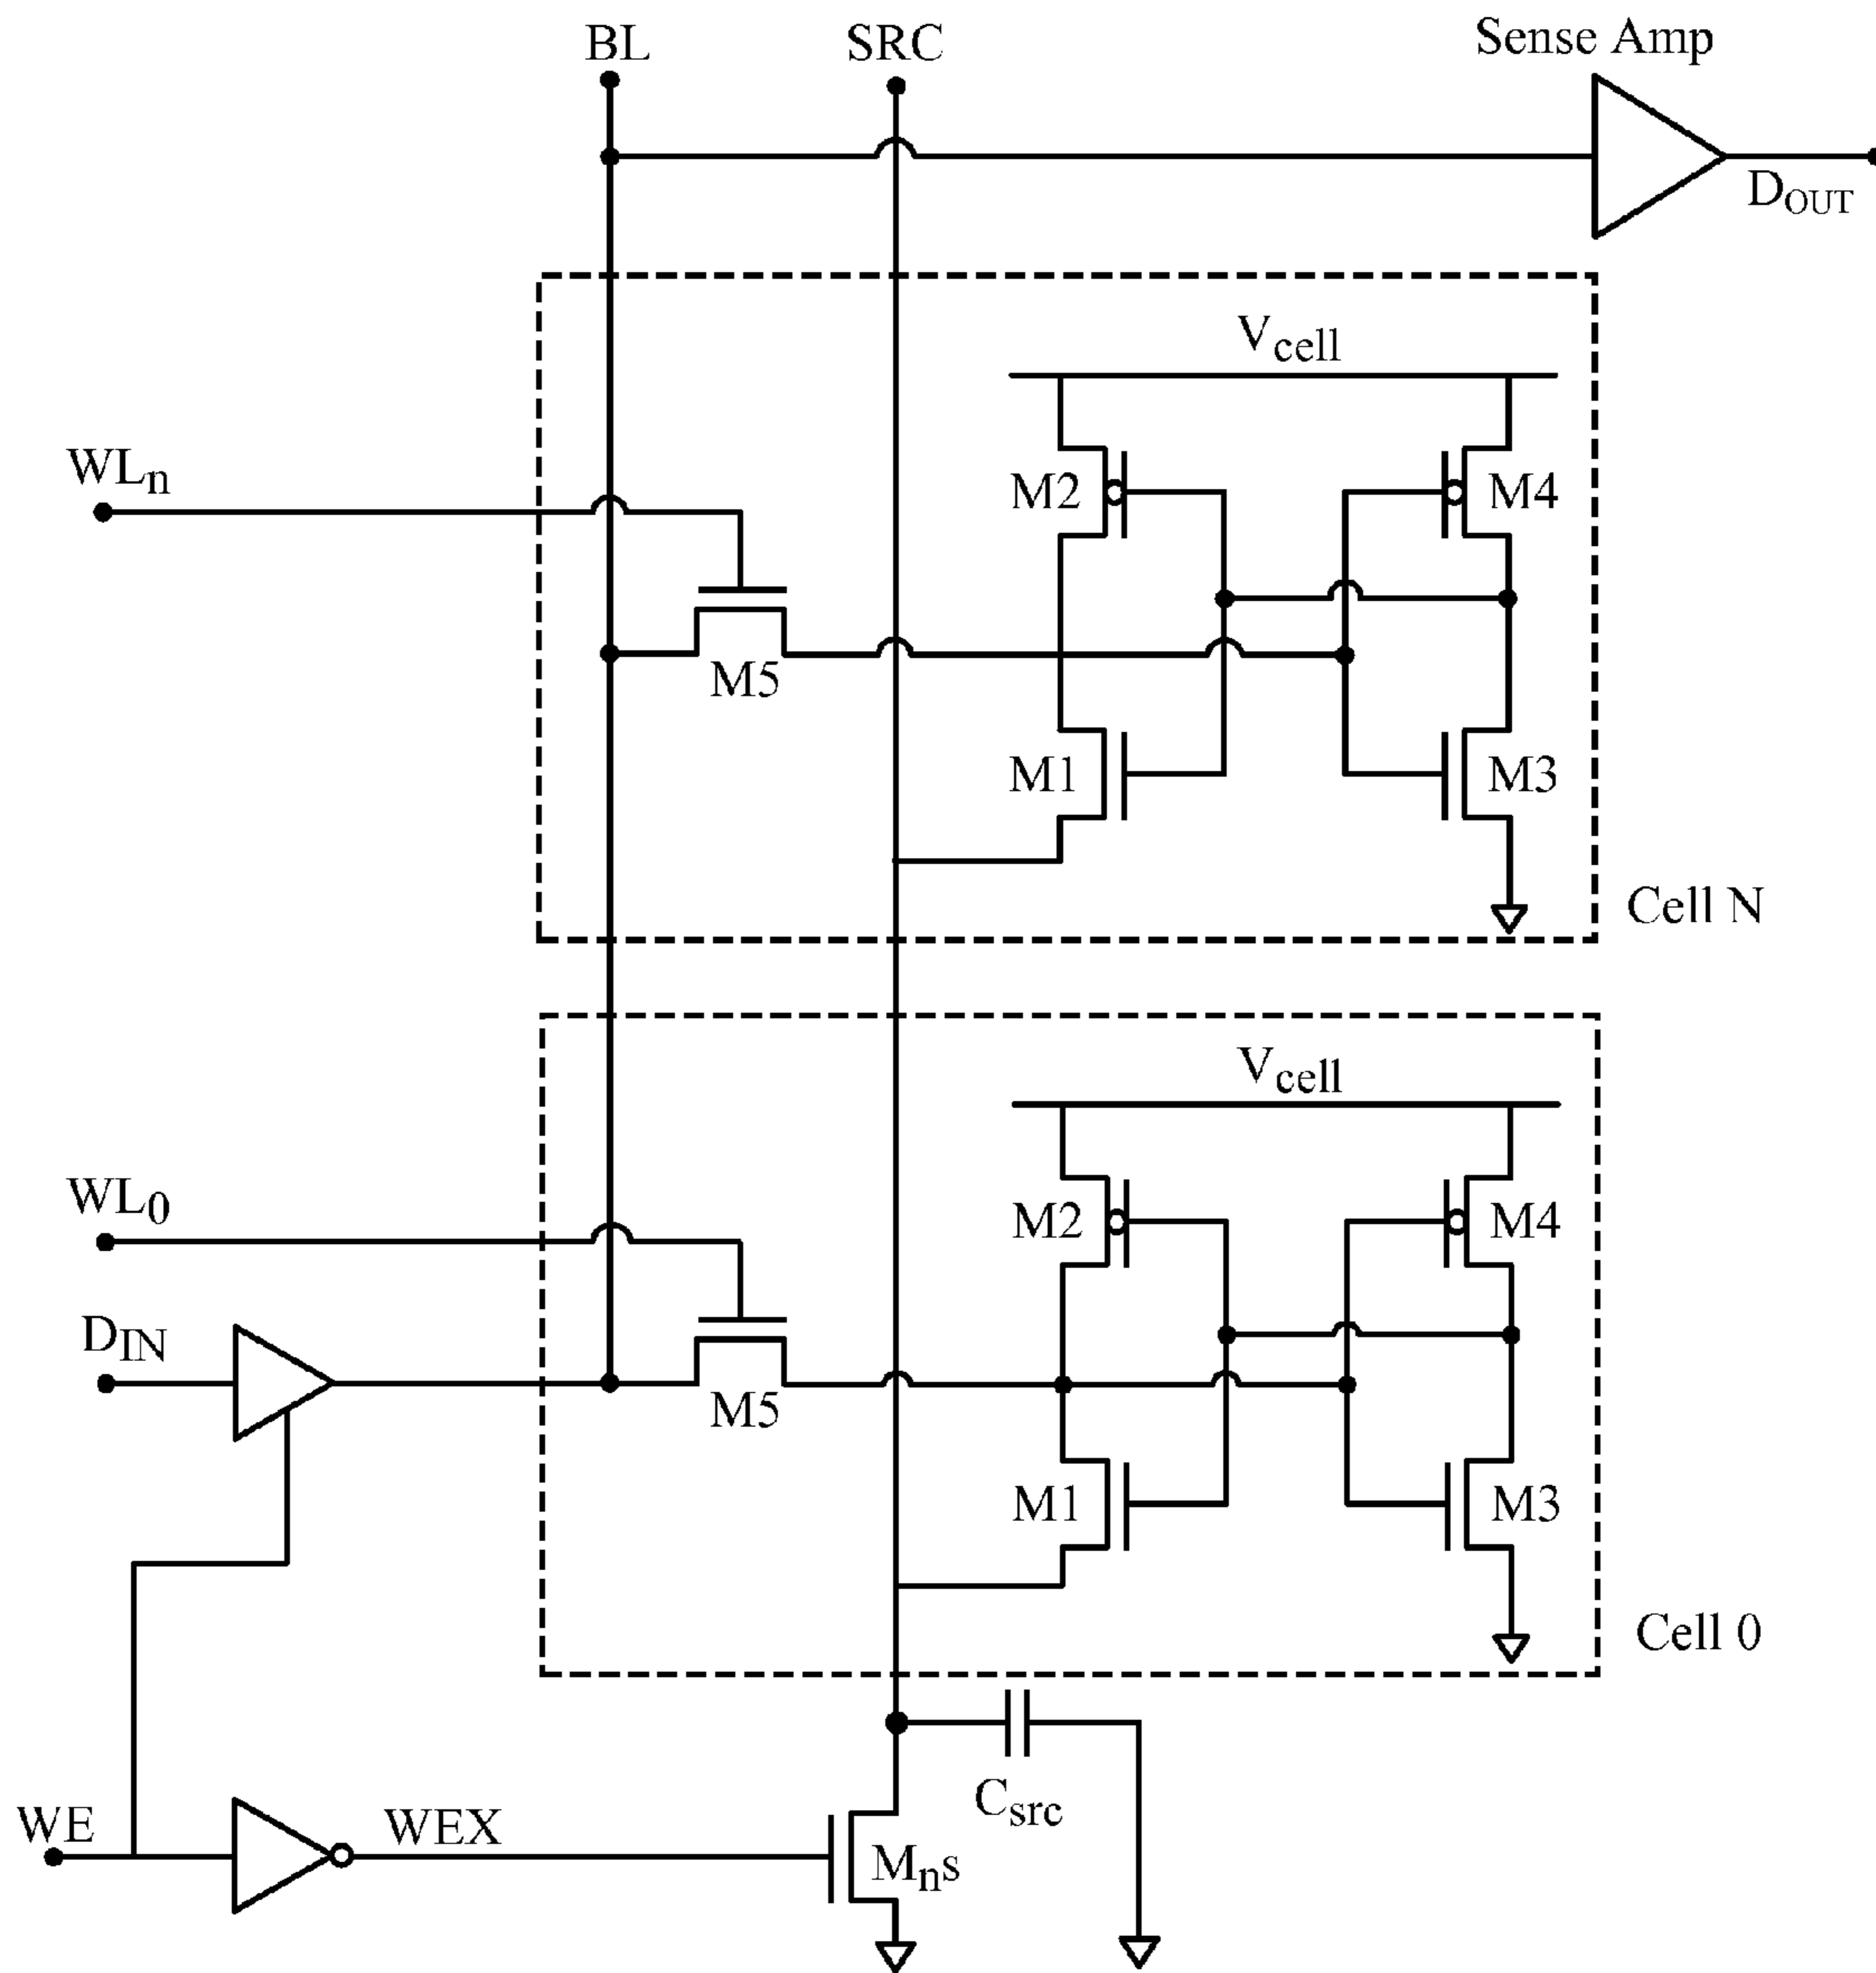 BL
SRC
Sense Amp
DOUT
Vcell
WLn
M2
M4
M5
M1
M3
Cell N
Vcell
WL0
M2
M4
DIN
M5
M1
M3
Cell 0
Csrc
WE
WEX
Mns